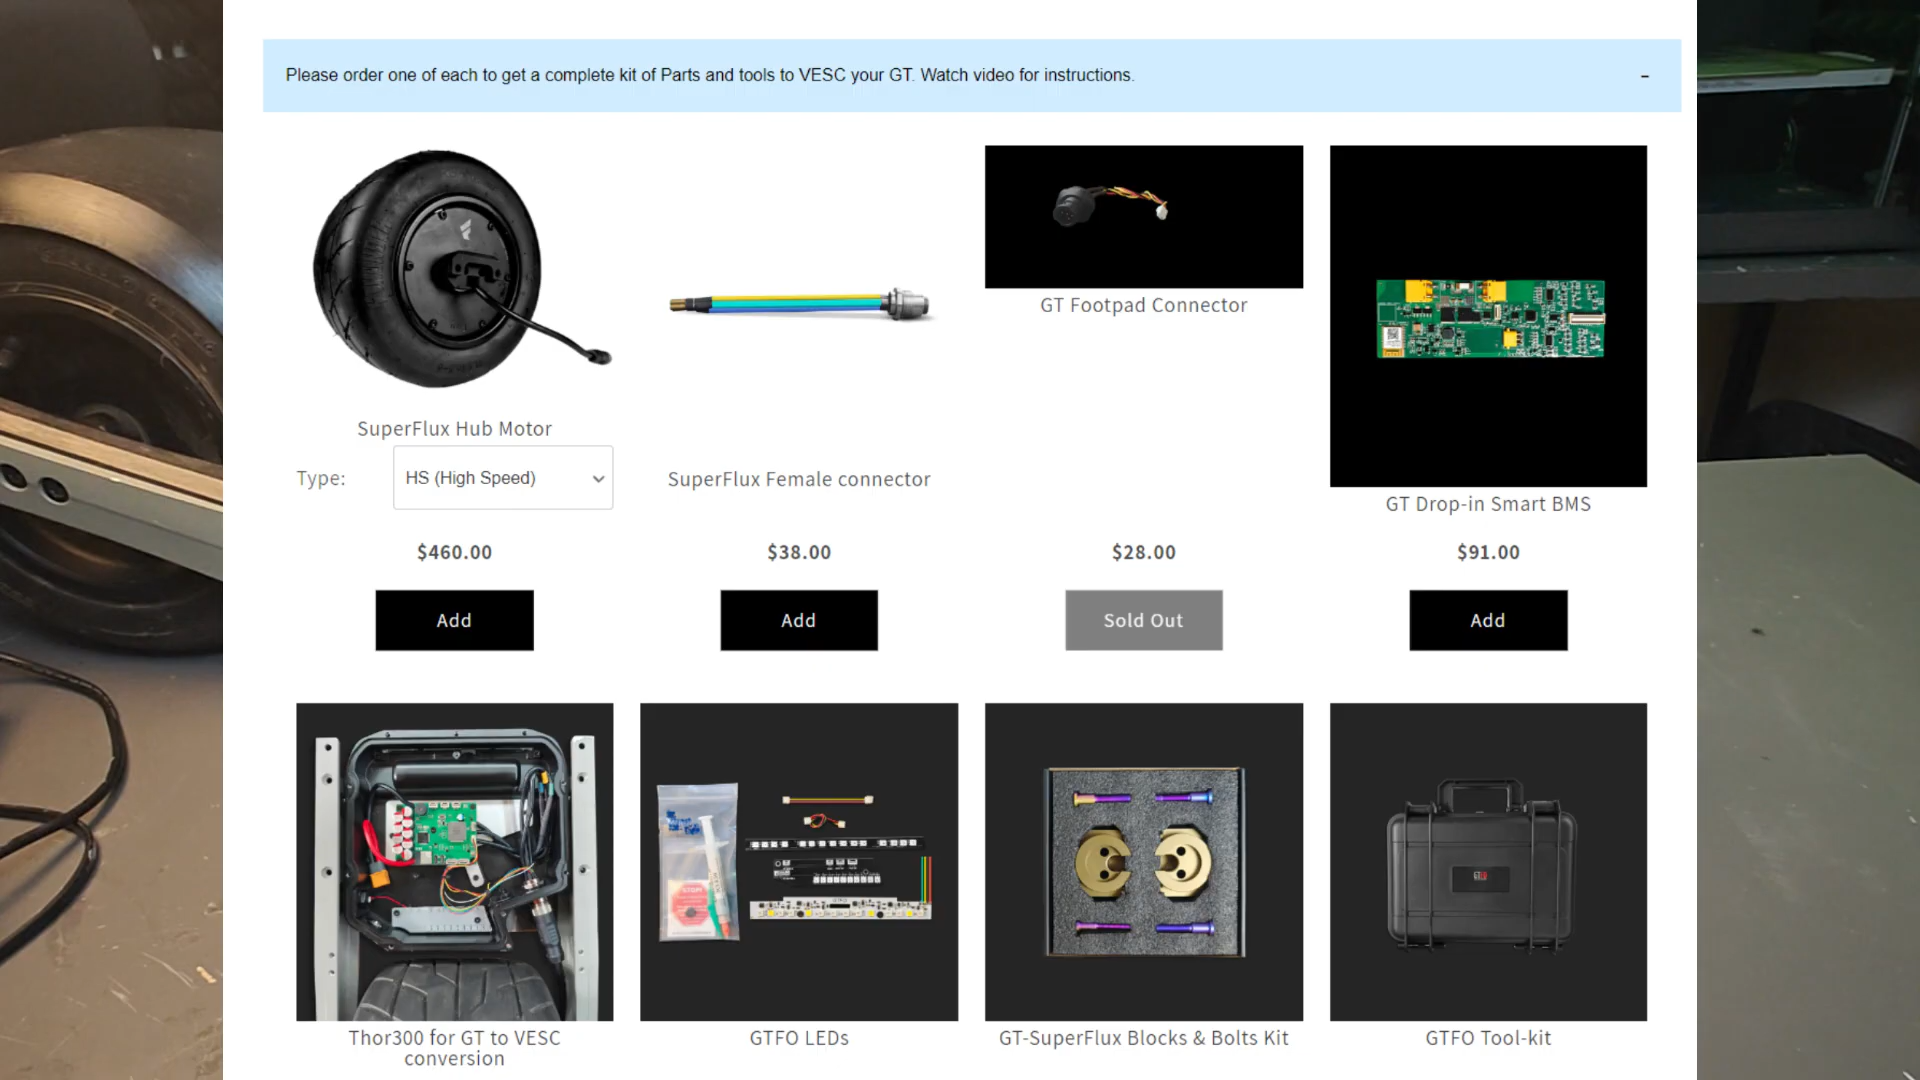 Please order one of each to get a complete kit of Parts and tools to VESC your GT. Watch video for instructions.
-
GT Footpad Connector
SuperFlux Hub Motor
Type:
HS (High Speed)
SuperFlux Female connector
GT Drop-in Smart BMS
$460.00
$38.00
$28.00
$91.00
Add
Add
Sold Out
Add
STOP!
GTFO
Thor300 for GT to VESC
conversion
GTFO LEDs
GT-SuperFlux Blocks & Bolts Kit
GTFO Tool-kit